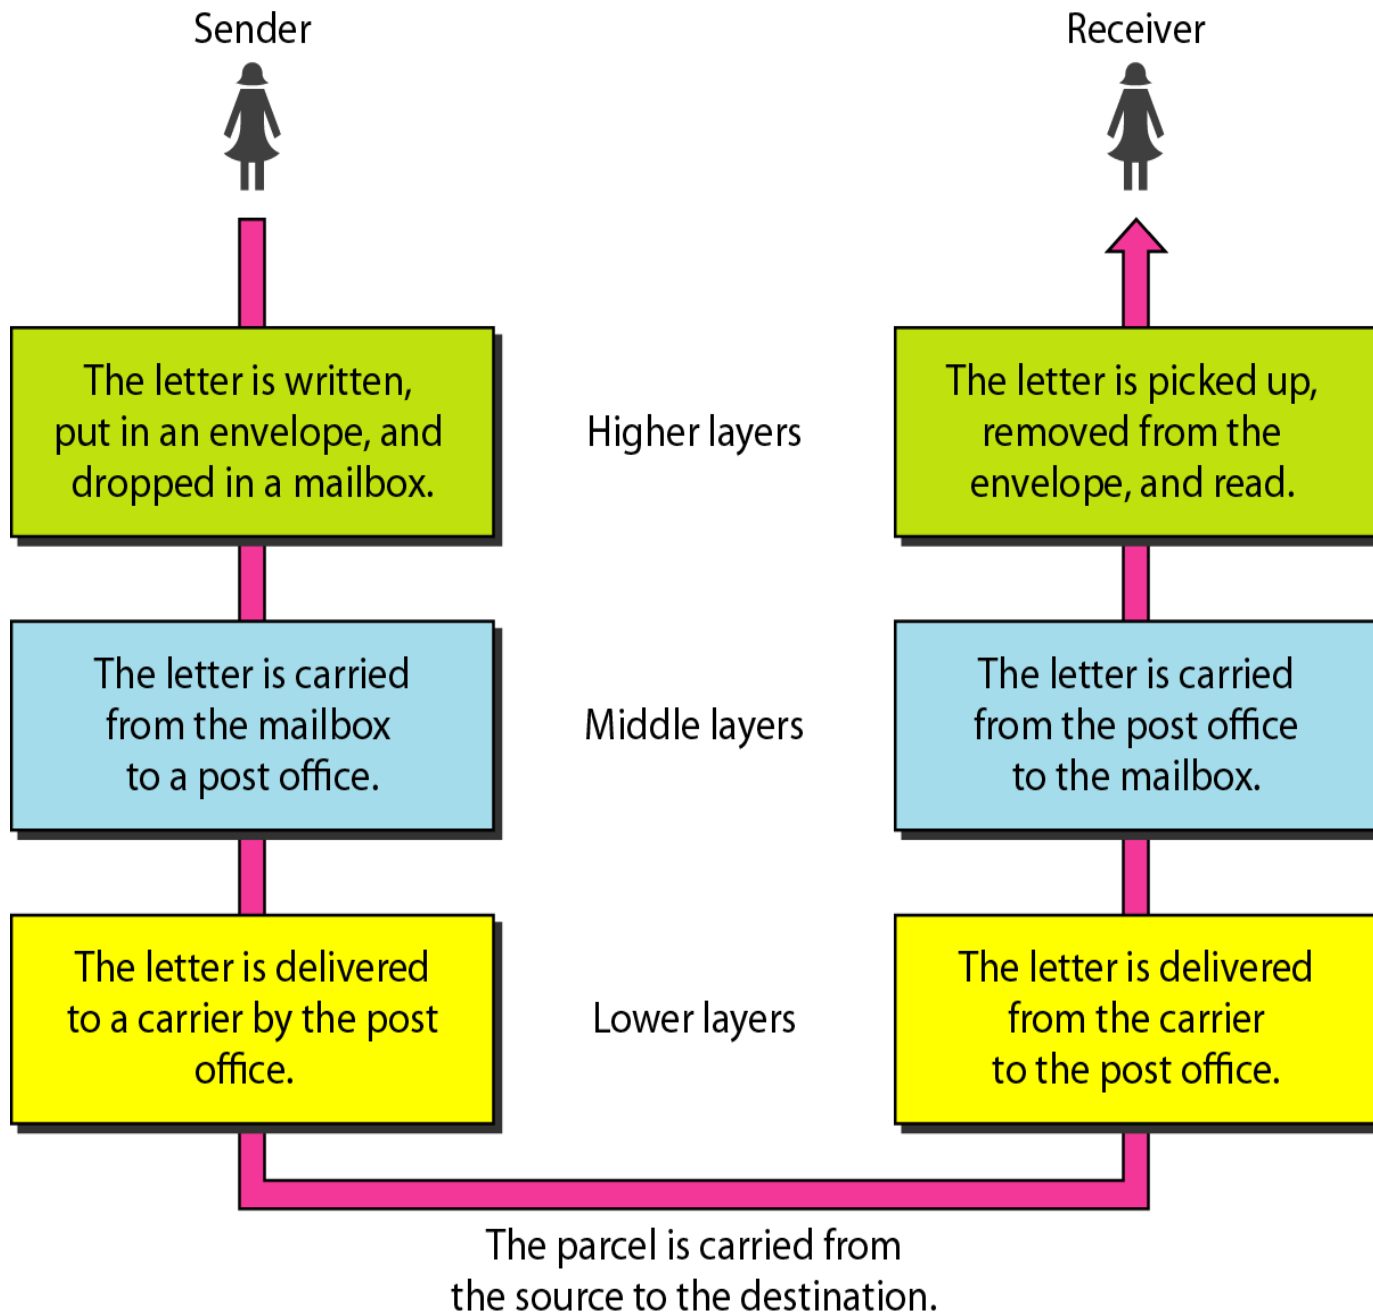 Sender
Receiver
The letter is written,
put in an envelope, and
dropped in a mailbox.
Higher layers
The letter is picked up,
removed from the
envelope, and read.
The letter is carried
from the mailbox
to a post office.
Middle layers
The letter is carried
from the post office
to the mailbox.
The letter is delivered
to a carrier by the post
office.
Lower layers
The letter is delivered
from the carrier
to the post office.
The parcel is carried from
the source to the destination.